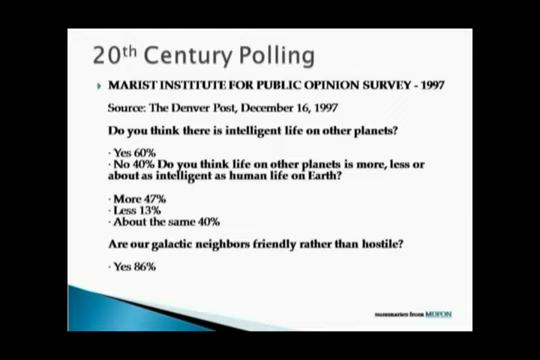 20th Century Polling
MARIST INSTITUTE FOR PUBLIC OPINION SURVEY - 1997
Source: The Denver Post, December 16, 1997
Do you think there is intelligent life on other planets?
· Yes 60%
· No 40% Do you think life on other planets is more, less or
about as intelligent as human life on Earth?
· More 47%
· Less 13%
· About the same 40%
Are our galactic neighbors friendly rather than hostile?
· Yes 86%
summaries from MUFON